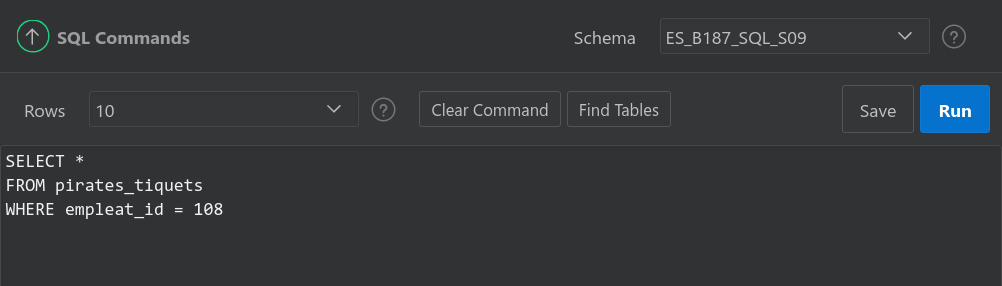 SQL Commands
Schema ES_B187_SQL_S09 ?
Rows 10 ? Clear Command Find Tables Save Run
SELECT *
FROM pirates_tiquets
WHERE empleat_id = 108